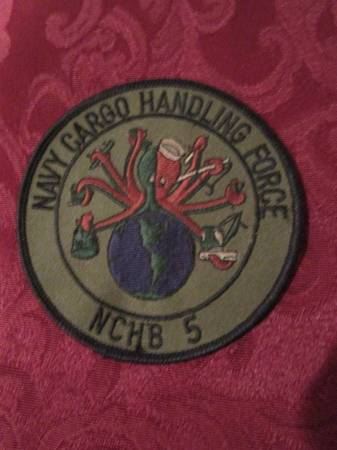 NAVY CARGO HANDLING FORCE
NCHB 5